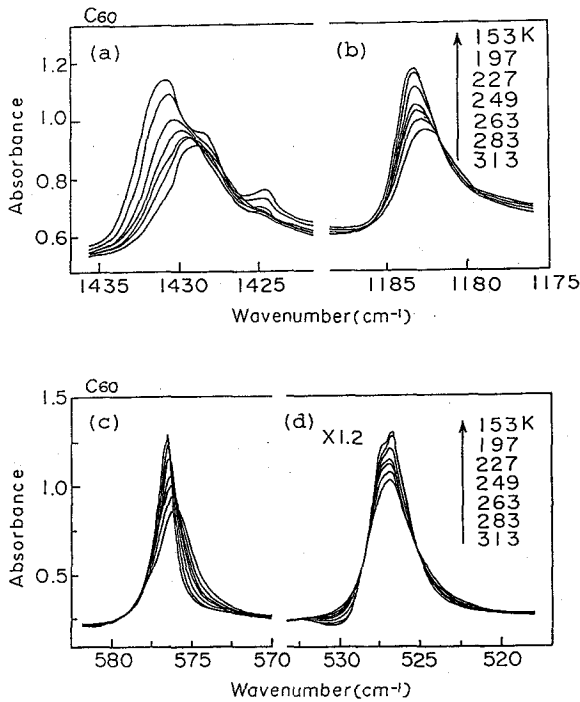 C60
(a)
(b)
153K
197
227
249
263
283
313
1.2
1.0
0.8
0.6
Absorbance
1435 1430 1425 1185 1180 1175
Wavenumber(cm-1)
C60
(c)
(d)
X1.2
153K
197
227
249
263
283
313
1.5
1.0
0.5
Absorbance
580 575 570 530 525 520
Wavenumber(cm-1)